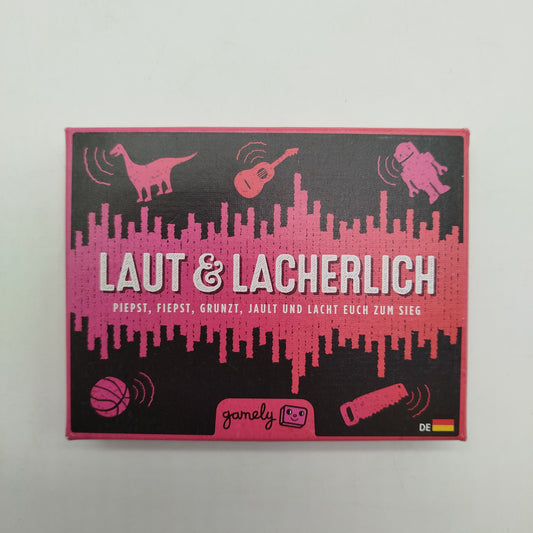 LAUT & LACHERLICH
PIEPST, FIEPST, GRUNZT, JAULT UND LACHT EUCH ZUM SIEG
gamely
DE